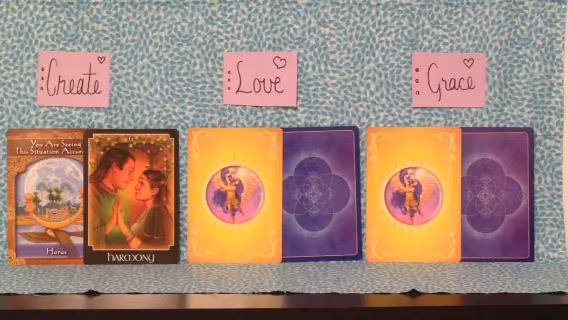 Create
Love
Grace
You Are Seeing
This Situation Accur
Horus
HARMONY